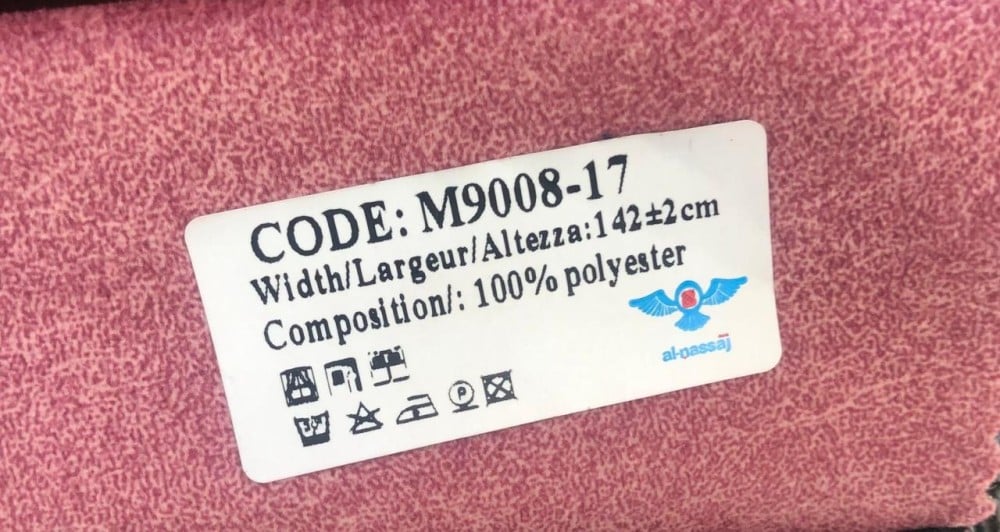 CODE: M9008-17
Width/Largeur/Altezza:142±2cm
Composition/: 100% polyester
al-nassaj
P